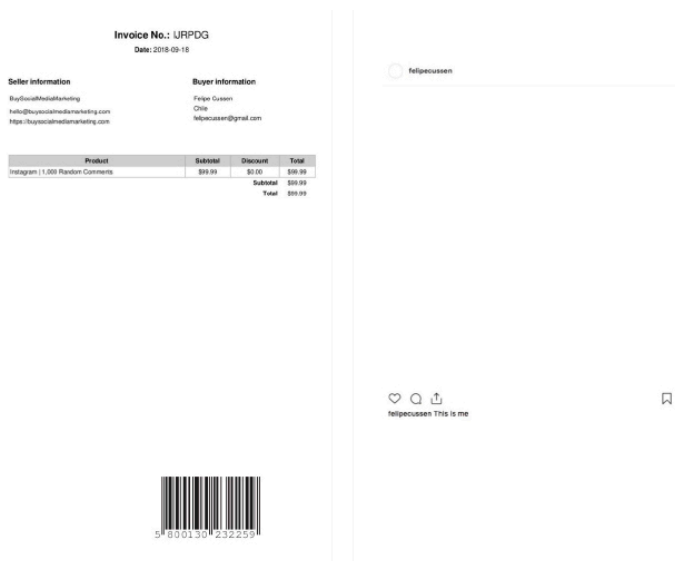 Invoice No.: IJRPDG
Date: 2018-09-18
Seller information
BuySocialMediaMarketing
hello@buysocialmediamarketing.com
https://buysocialmediamarketing.com
Buyer information
Felipe Cussen
Chile
felipecussen@gmail.com
Product Subtotal Discount Total
Instagram | 1,000 Random Comments $99.99 $0.00 $99.99
Subtotal $99.99
Total $99.99
5 800130 232259
felipecussen
felipecussen This is me